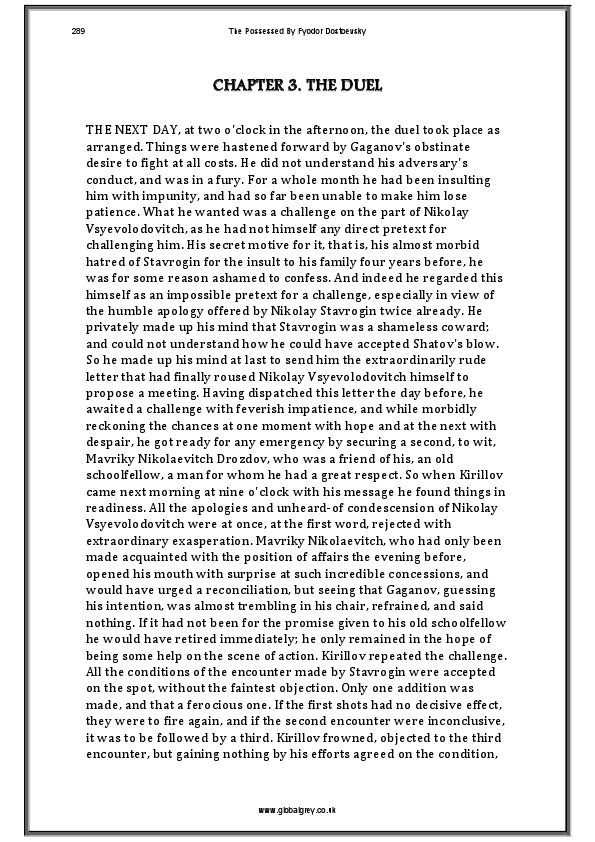 289
The Possessed By Fyodor Dostoevsky
CHAPTER 3. THE DUEL
THE NEXT DAY, at two o'clock in the afternoon, the duel took place as
arranged. Things were hastened forward by Gaganov's obstinate
desire to fight at all costs. He did not understand his adversary's
conduct, and was in a fury. For a whole month he had been insulting
him with impunity, and had so far been unable to make him lose
patience. What he wanted was a challenge on the part of Nikolay
Vsyevolodovitch, as he had not himself any direct pretext for
challenging him. His secret motive for it, that is, his almost morbid
hatred of Stavrogin for the insult to his family four years before, he
was for some reason ashamed to confess. And indeed he regarded this
himself as an impossible pretext for a challenge, especially in view of
the humble apology offered by Nikolay Stavrogin twice already. He
privately made up his mind that Stavrogin was a shameless coward;
and could not understand how he could have accepted Shatov's blow.
So he made up his mind at last to send him the extraordinarily rude
letter that had finally roused Nikolay Vsyevolodovitch himself to
propose a meeting. Having dispatched this letter the day before, he
awaited a challenge with feverish impatience, and while morbidly
reckoning the chances at one moment with hope and at the next with
despair, he got ready for any emergency by securing a second, to wit,
Mavriky Nikolaevitch Drozdov, who was a friend of his, an old
schoolfellow, a man for whom he had a great respect. So when Kirillov
came next morning at nine o'clock with his message he found things in
readiness. All the apologies and unheard-of condescension of Nikolay
Vsyevolodovitch were at once, at the first word, rejected with
extraordinary exasperation. Mavriky Nikolaevitch, who had only been
made acquainted with the position of affairs the evening before,
opened his mouth with surprise at such incredible concessions, and
would have urged a reconciliation, but seeing that Gaganov, guessing
his intention, was almost trembling in his chair, refrained, and said
nothing. If it had not been for the promise given to his old schoolfellow
he would have retired immediately; he only remained in the hope of
being some help on the scene of action. Kirillov repeated the challenge.
All the conditions of the encounter made by Stavrogin were accepted
on the spot, without the faintest objection. Only one addition was
made, and that a ferocious one. If the first shots had no decisive effect,
they were to fire again, and if the second encounter were inconclusive,
it was to be followed by a third. Kirillov frowned, objected to the third
encounter, but gaining nothing by his efforts agreed on the condition,
www.globalgrey.co.uk